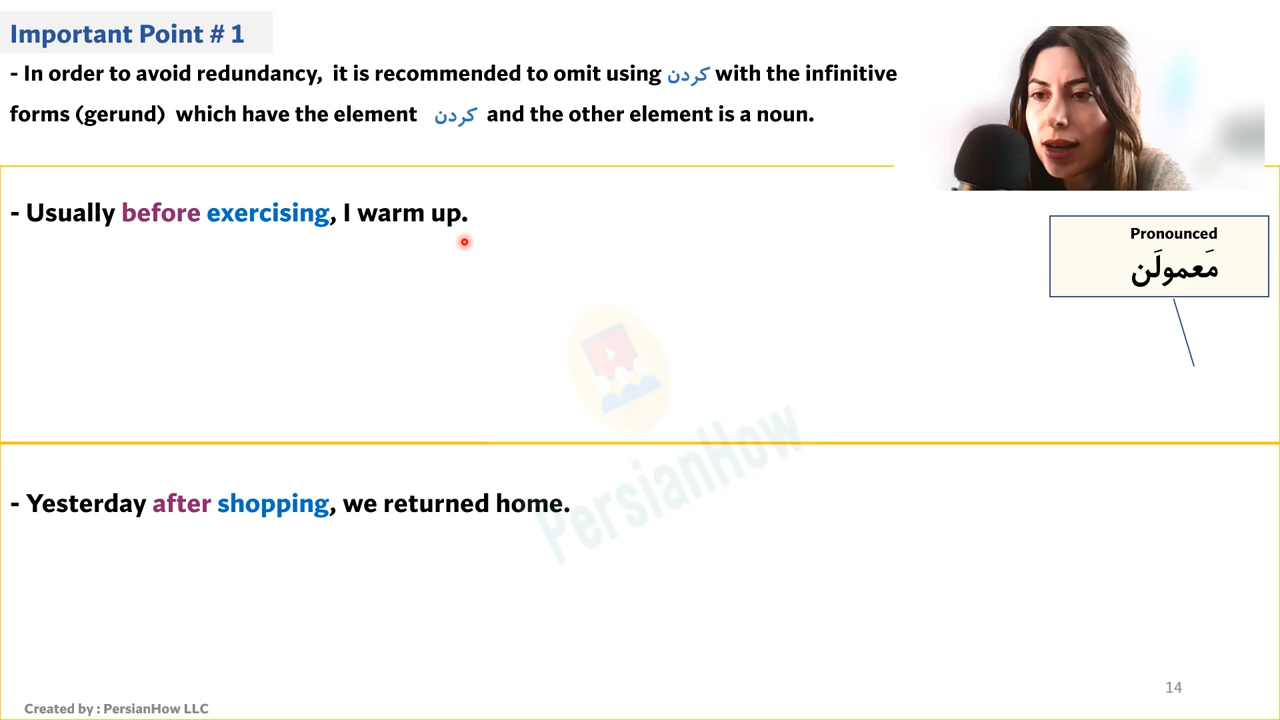 Important Point # 1
- In order to avoid redundancy, it is recommended to omit using کردن with the infinitive
forms (gerund) which have the element کردن and the other element is a noun.
- Usually before exercising, I warm up.
Pronounced
مَعمولَن
PersianHow
- Yesterday after shopping, we returned home.
14
Created by : PersianHow LLC